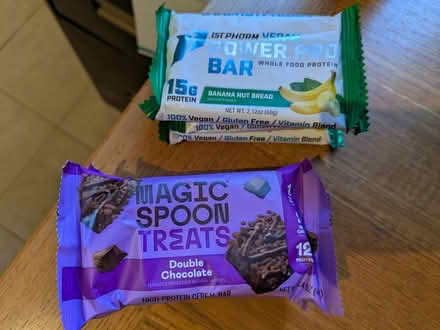 1ST PHORM VEGAN
POWER PRO
BAR
WHOLE FOOD PROTEIN
15g
PROTEIN
BANANA NUT BREAD
NET WT. 2.12oz (60g)
100% Vegan / Gluten Free / Vitamin Blend
100% Vegan / Gluten Free / Vitamin Blend
100% Vegan / Gluten Free / Vitamin Blend
MAGIC
SPOON
TREATS
Double
Chocolate
12
HIGH-PROTEIN CEREAL BAR